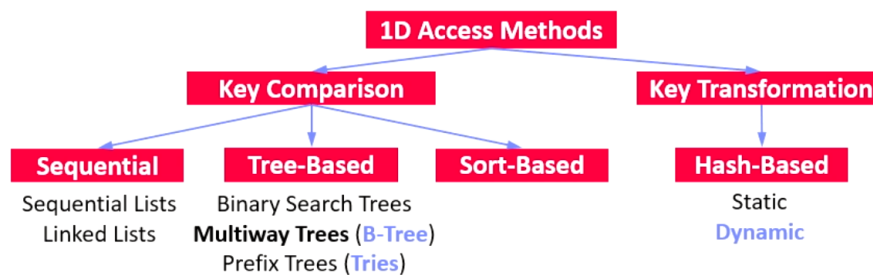 1D Access Methods
Key Comparison
Key Transformation
Sequential
Tree-Based
Sort-Based
Hash-Based
Sequential Lists
Linked Lists
Binary Search Trees
Multiway Trees (B-Tree)
Prefix Trees (Tries)
Static
Dynamic